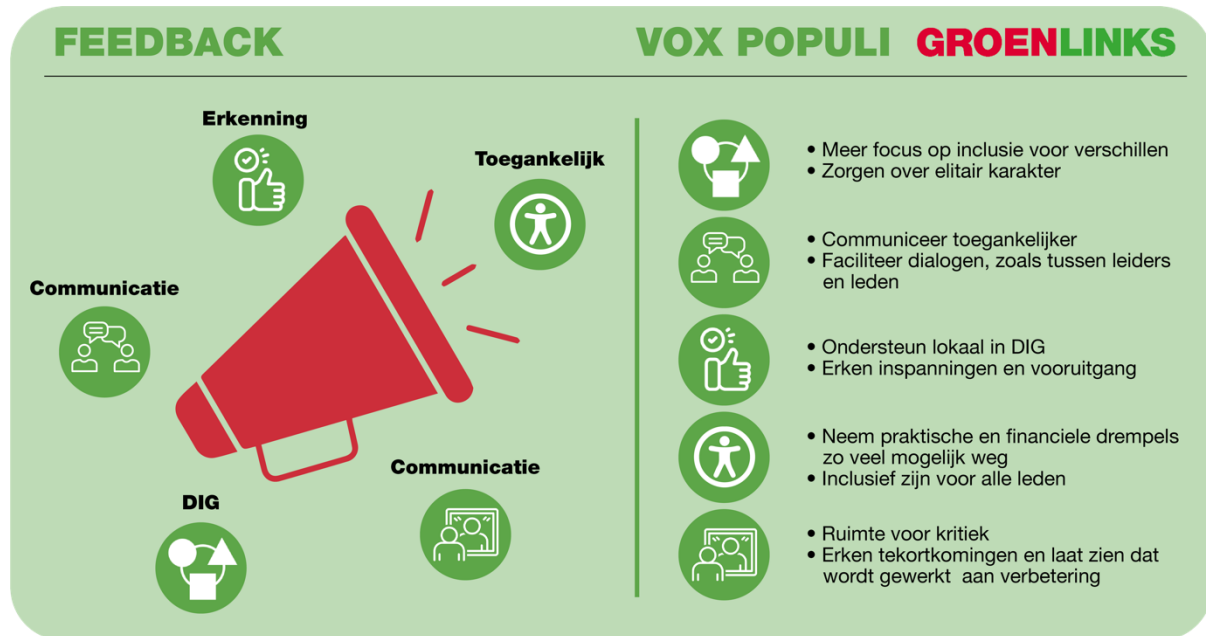 FEEDBACK
VOX POPULI GROENLINKS
Erkenning
Toegankelijk
Communicatie
Communicatie
DIG
• Meer focus op inclusie voor verschillen
• Zorgen over elitair karakter
• Communiceer toegankelijker
• Faciliteer dialogen, zoals tussen leiders
en leden
• Ondersteun lokaal in DIG
• Erken inspanningen en vooruitgang
• Neem praktische en financiele drempels
zo veel mogelijk weg
• Inclusief zijn voor alle leden
• Ruimte voor kritiek
• Erken tekortkomingen en laat zien dat
wordt gewerkt aan verbetering